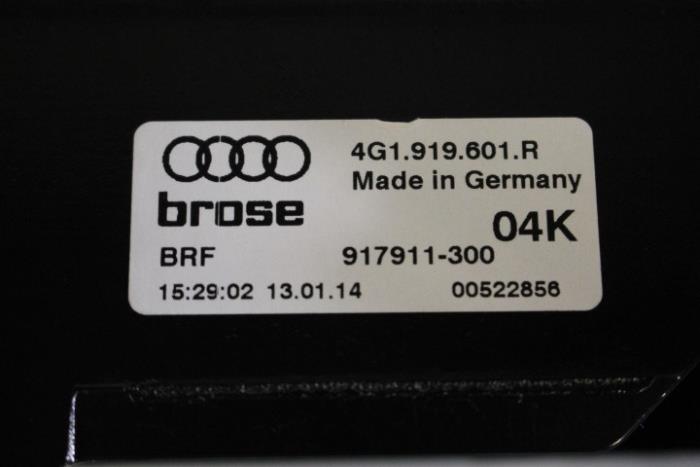 4G1.919.601.R
Made in Germany
brose
04K
BRF 917911-300
15:29:02 13.01.14 00522856